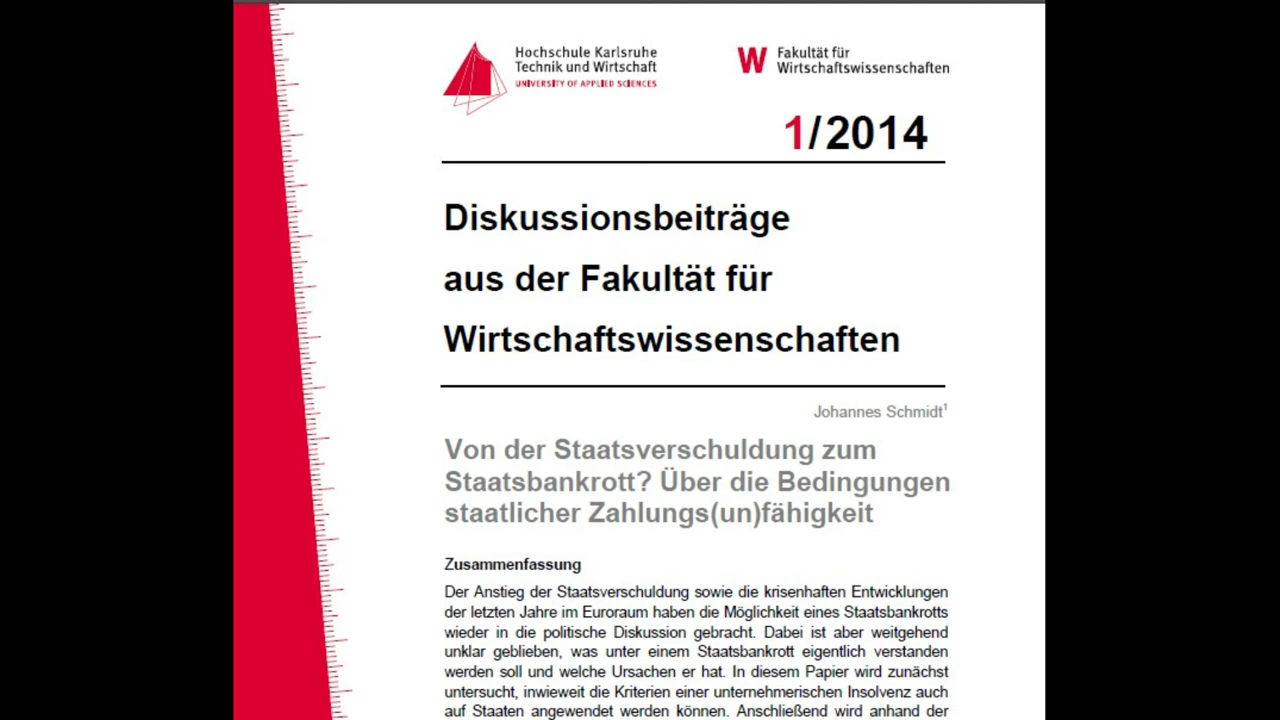 Hochschule Karlsruhe
Technik und Wirtschaft
UNIVERSITY OF APPLIED SCIENCES
W Fakultät für
Wirtschaftswissenschaften
1/2014
Diskussionsbeiträge
aus der Fakultät für
Wirtschaftswissenschaften
Johannes Schmidt¹
Von der Staatsverschuldung zum
Staatsbankrott? Über die Bedingungen
staatlicher Zahlungs(un)fähigkeit
Zusammenfassung
Der Anstieg der Staatsverschuldung sowie die krisenhaften Entwicklungen
der letzten Jahre im Euroraum haben die Möglichkeit eines Staatsbankrotts
wieder in die politische Diskussion gebracht. Dabei ist aber weitgehend
unklar geblieben, was unter einem Staatsbankrott eigentlich verstanden
werden soll und welche Ursachen er hat. In diesem Papier wird zunächst
untersucht, inwieweit die Kriterien einer unternehmerischen Insolvenz auch
auf Staaten angewendet werden können. Anschließend wird anhand der